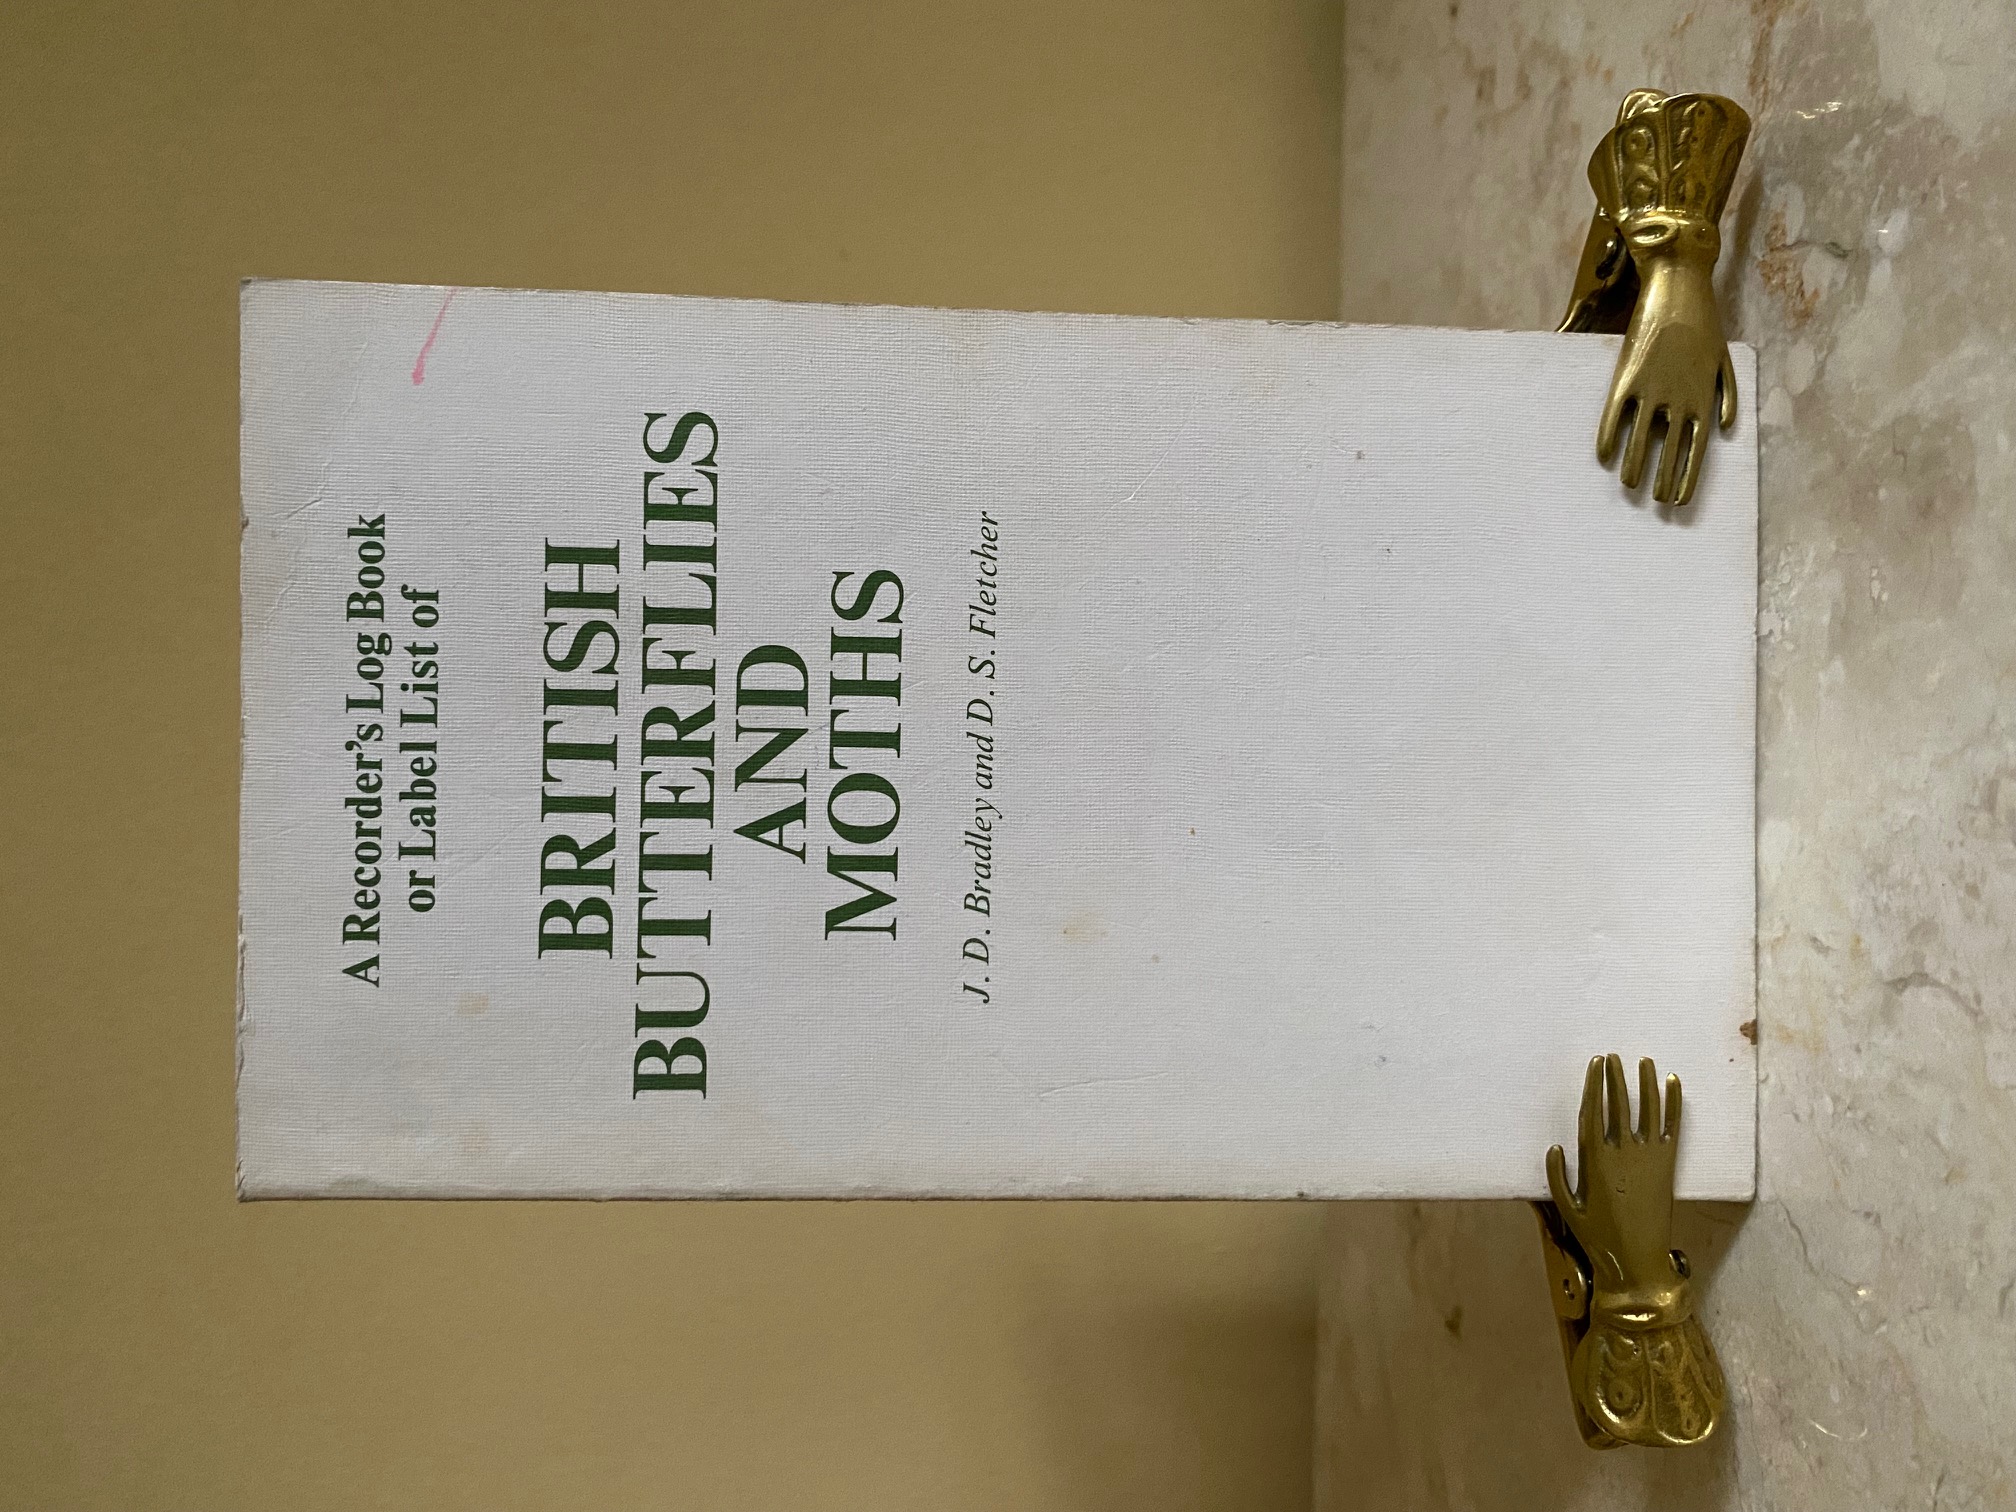 A Recorder's Log Book
or Label List of
BRITISH
BUTTERFLIES
AND
MOTHS
J. D. Bradley and D. S. Fletcher